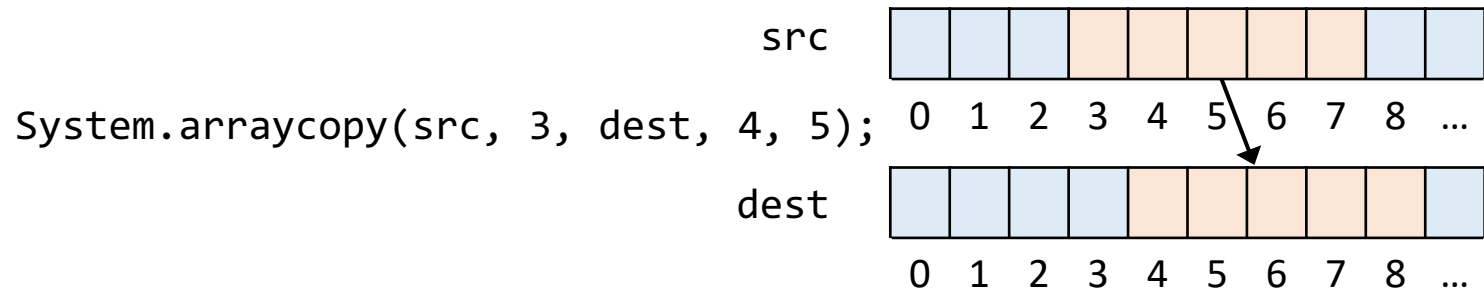 src
System.arraycopy(src, 3, dest, 4, 5);
0 1 2 3 4 5 6 7 8 …
dest
0 1 2 3 4 5 6 7 8 …